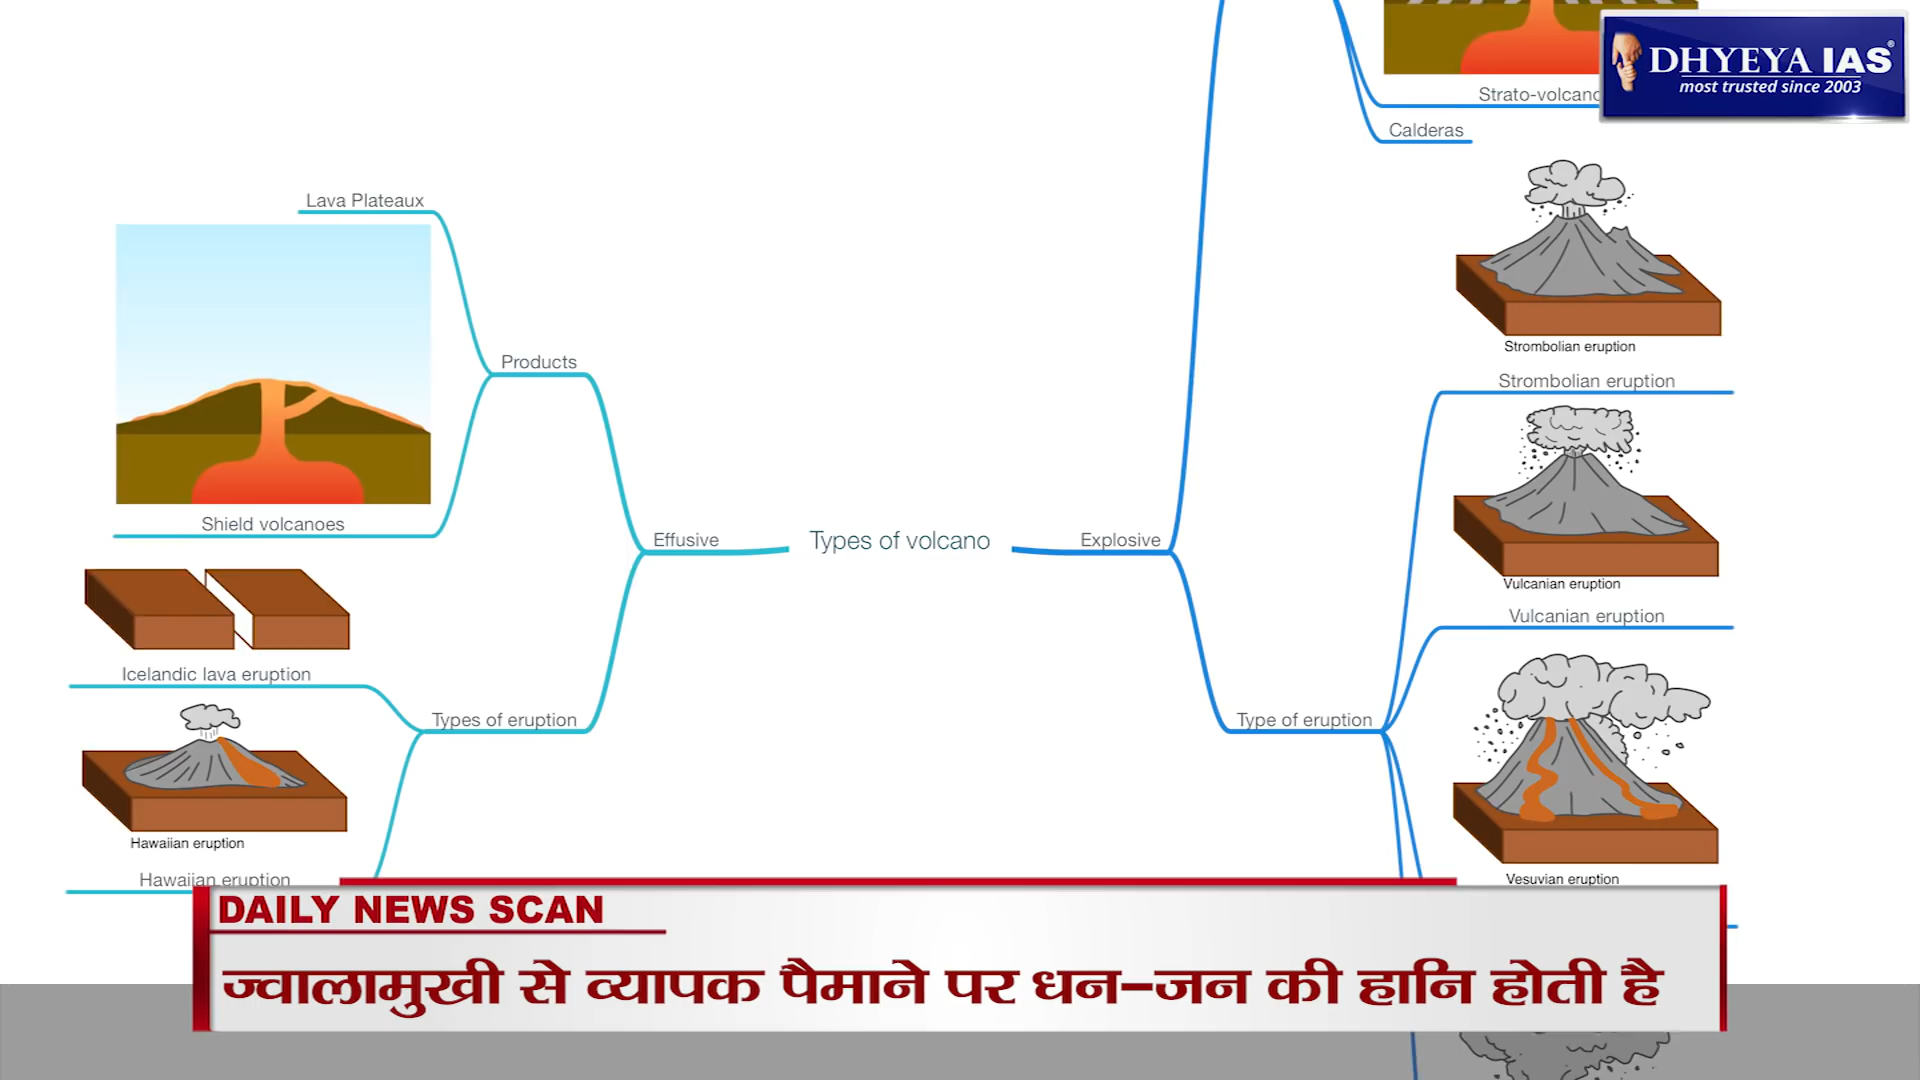 DHYEYA IAS®
most trusted since 2003
Calderas
Lava Plateaux
Products
Shield volcanoes
Effusive
Types of volcano
Explosive
Icelandic lava eruption
Types of eruption
Hawaiian eruption
Hawaiian eruption
Strombolian eruption
Strombolian eruption
Vulcanian eruption
Vulcanian eruption
Type of eruption
Vesuvian eruption
DAILY NEWS SCAN
ज्वालामुखी से व्यापक पैमाने पर धन-जन की हानि होती है